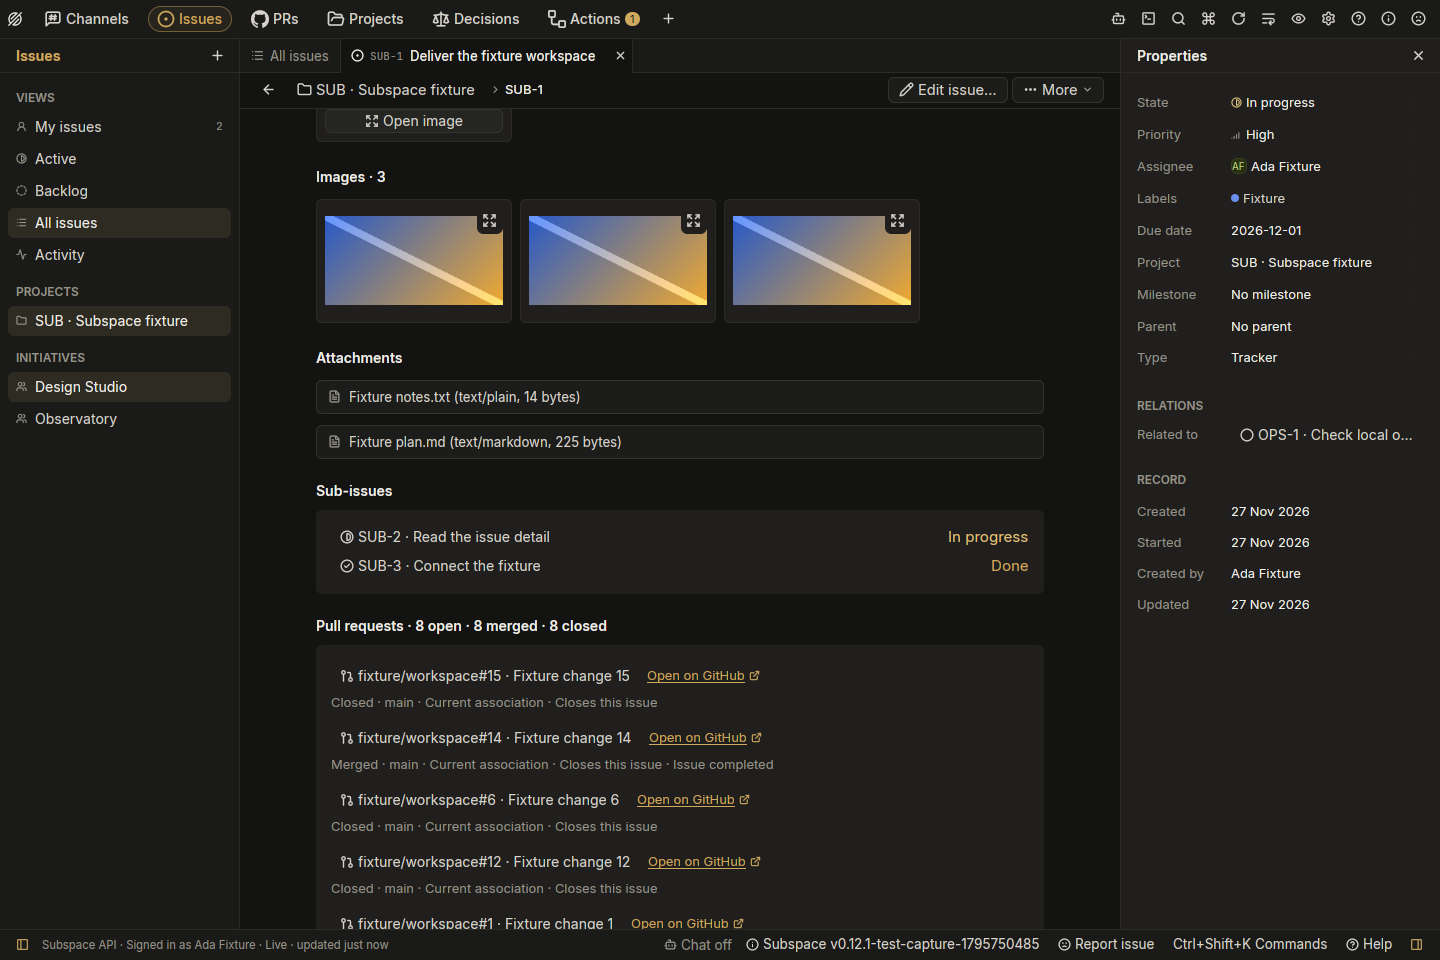 Channels
Issues
PRs
Projects
Decisions
Actions 1
Issues
VIEWS
My issues 2
Active
Backlog
All issues
Activity
PROJECTS
SUB · Subspace fixture
INITIATIVES
Design Studio
Observatory
All issues
SUB-1 Deliver the fixture workspace
SUB · Subspace fixture
SUB-1
Edit issue...
More
Open image
Images · 3
Attachments
Fixture notes.txt (text/plain, 14 bytes)
Fixture plan.md (text/markdown, 225 bytes)
Sub-issues
SUB-2 · Read the issue detail In progress
SUB-3 · Connect the fixture Done
Pull requests · 8 open · 8 merged · 8 closed
fixture/workspace#15 · Fixture change 15 Open on GitHub
Closed · main · Current association · Closes this issue
fixture/workspace#14 · Fixture change 14 Open on GitHub
Merged · main · Current association · Closes this issue · Issue completed
fixture/workspace#6 · Fixture change 6 Open on GitHub
Closed · main · Current association · Closes this issue
fixture/workspace#12 · Fixture change 12 Open on GitHub
Closed · main · Current association · Closes this issue
fixture/workspace#1 · Fixture change 1 Open on GitHub
Properties
State In progress
Priority High
Assignee AF Ada Fixture
Labels Fixture
Due date 2026-12-01
Project SUB · Subspace fixture
Milestone No milestone
Parent No parent
Type Tracker
RELATIONS
Related to OPS-1 · Check local o...
RECORD
Created 27 Nov 2026
Started 27 Nov 2026
Created by Ada Fixture
Updated 27 Nov 2026
Subspace API · Signed in as Ada Fixture · Live · updated just now
Chat off
Subspace v0.12.1-test-capture-1795750485
Report issue
Ctrl+Shift+K Commands
Help